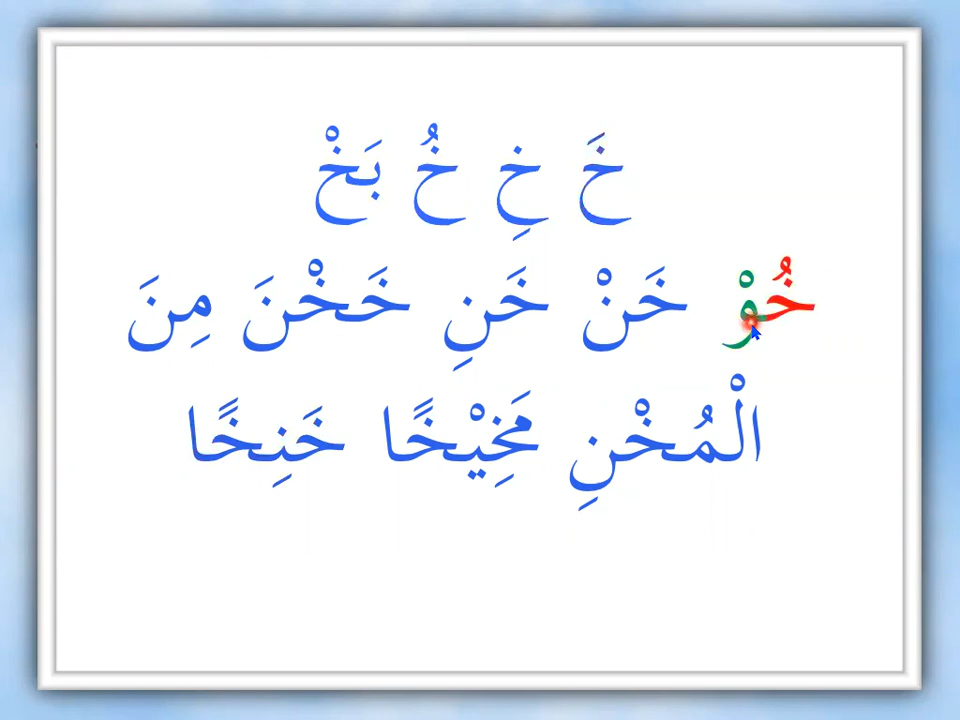 خَ خِ خُ بَخْ
خُوْ خَنْ خَنِ خَخْنَ مِنَ
الْمُخْنِ مَخِيْخًا خَنِخًا